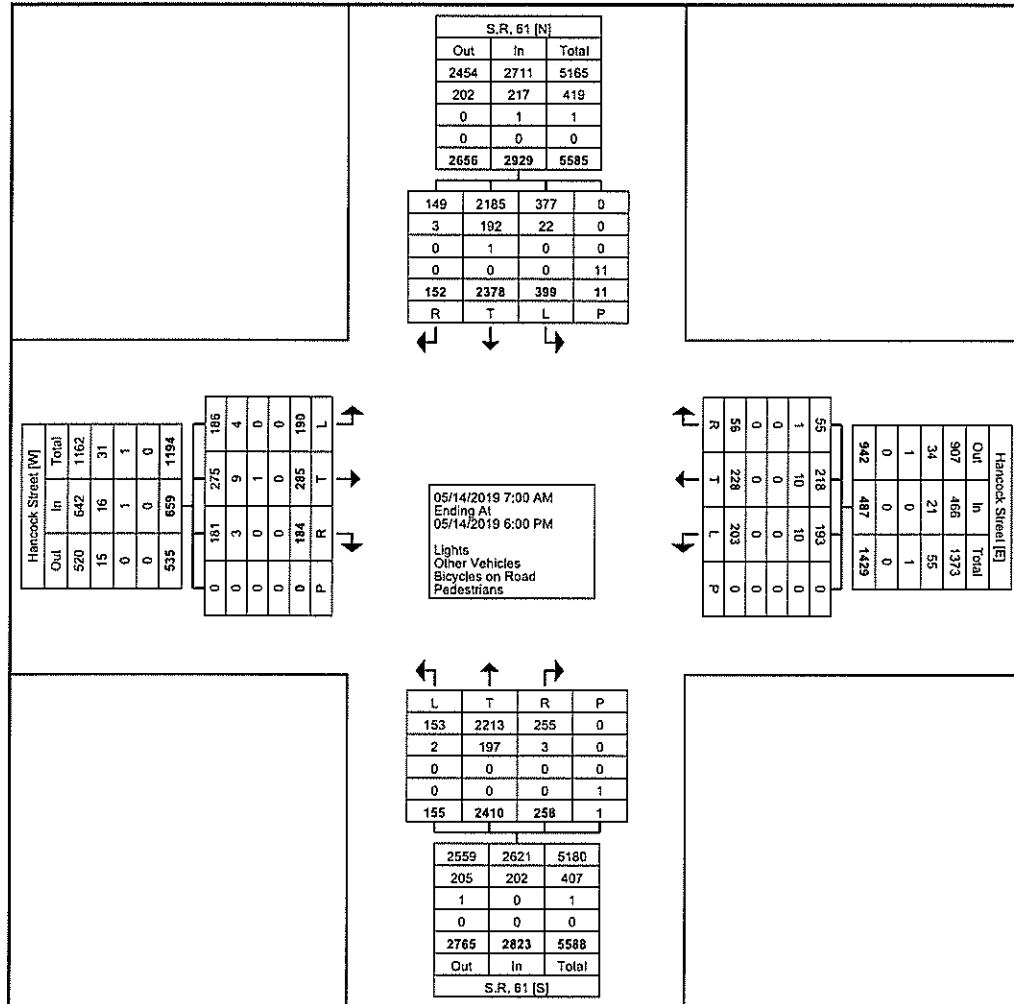 S.R. 61 [N]
Out In Total
2454 2711 5165
202 217 419
0 1 1
0 0 0
2656 2929 5585
149 2185 377 0
3 192 22 0
0 1 0 0
0 0 0 11
152 2378 399 11
R T L P
Hancock Street [W]
Total 1162 31 1 0 1194
In 642 16 1 0 659
Out 520 15 0 0 535
186 4 0 0 190 L
275 9 1 0 285 T
181 3 0 0 184 R
0 0 0 0 0 P
05/14/2019 7:00 AM
Ending At
05/14/2019 6:00 PM
Lights
Other Vehicles
Bicycles on Road
Pedestrians
R 56 0 0 1 55
T 228 0 0 10 218
L 203 0 0 10 193
P 0 0 0 0 0
Hancock Street [E]
Out 907 34 1 0 942
In 466 21 0 0 487
Total 1373 55 1 0 1429
L T R P
153 2213 255 0
2 197 3 0
0 0 0 0
0 0 0 1
155 2410 258 1
2559 2621 5180
205 202 407
1 0 1
0 0 0
2765 2823 5588
Out In Total
S.R. 61 [S]